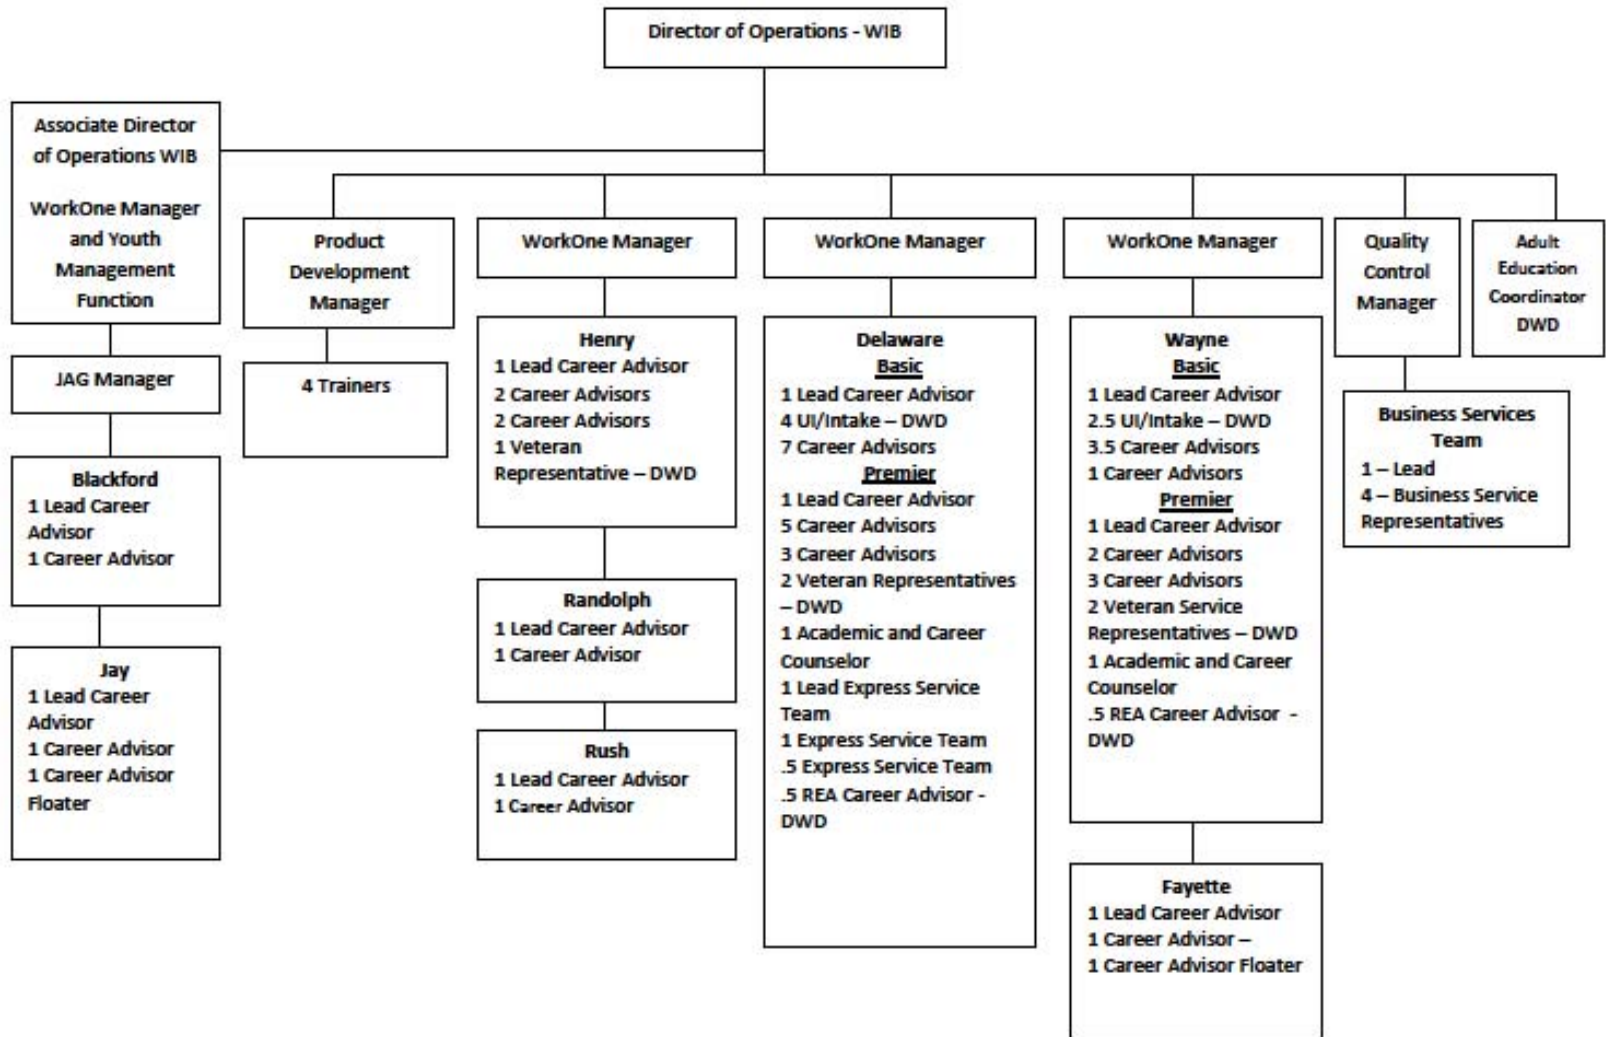 Director of Operations - WIB
Associate Director
of Operations WIB
WorkOne Manager
and Youth
Management
Function
JAG Manager
Blackford
1 Lead Career
Advisor
1 Career Advisor
Jay
1 Lead Career
Advisor
1 Career Advisor
1 Career Advisor
Floater
Product
Development
Manager
4 Trainers
WorkOne Manager
Henry
1 Lead Career Advisor
2 Career Advisors
2 Career Advisors
1 Veteran
Representative – DWD
Randolph
1 Lead Career Advisor
1 Career Advisor
Rush
1 Lead Career Advisor
1 Career Advisor
WorkOne Manager
Delaware
Basic
1 Lead Career Advisor
4 UI/Intake – DWD
7 Career Advisors
Premier
1 Lead Career Advisor
5 Career Advisors
3 Career Advisors
2 Veteran Representatives
– DWD
1 Academic and Career
Counselor
1 Lead Express Service
Team
1 Express Service Team
.5 Express Service Team
.5 REA Career Advisor -
DWD
WorkOne Manager
Wayne
Basic
1 Lead Career Advisor
2.5 UI/Intake – DWD
3.5 Career Advisors
1 Career Advisors
Premier
1 Lead Career Advisor
2 Career Advisors
3 Career Advisors
2 Veteran Service
Representatives – DWD
1 Academic and Career
Counselor
.5 REA Career Advisor -
DWD
Fayette
1 Lead Career Advisor
1 Career Advisor –
1 Career Advisor Floater
Quality
Control
Manager
Business Services
Team
1 – Lead
4 – Business Service
Representatives
Adult
Education
Coordinator
DWD